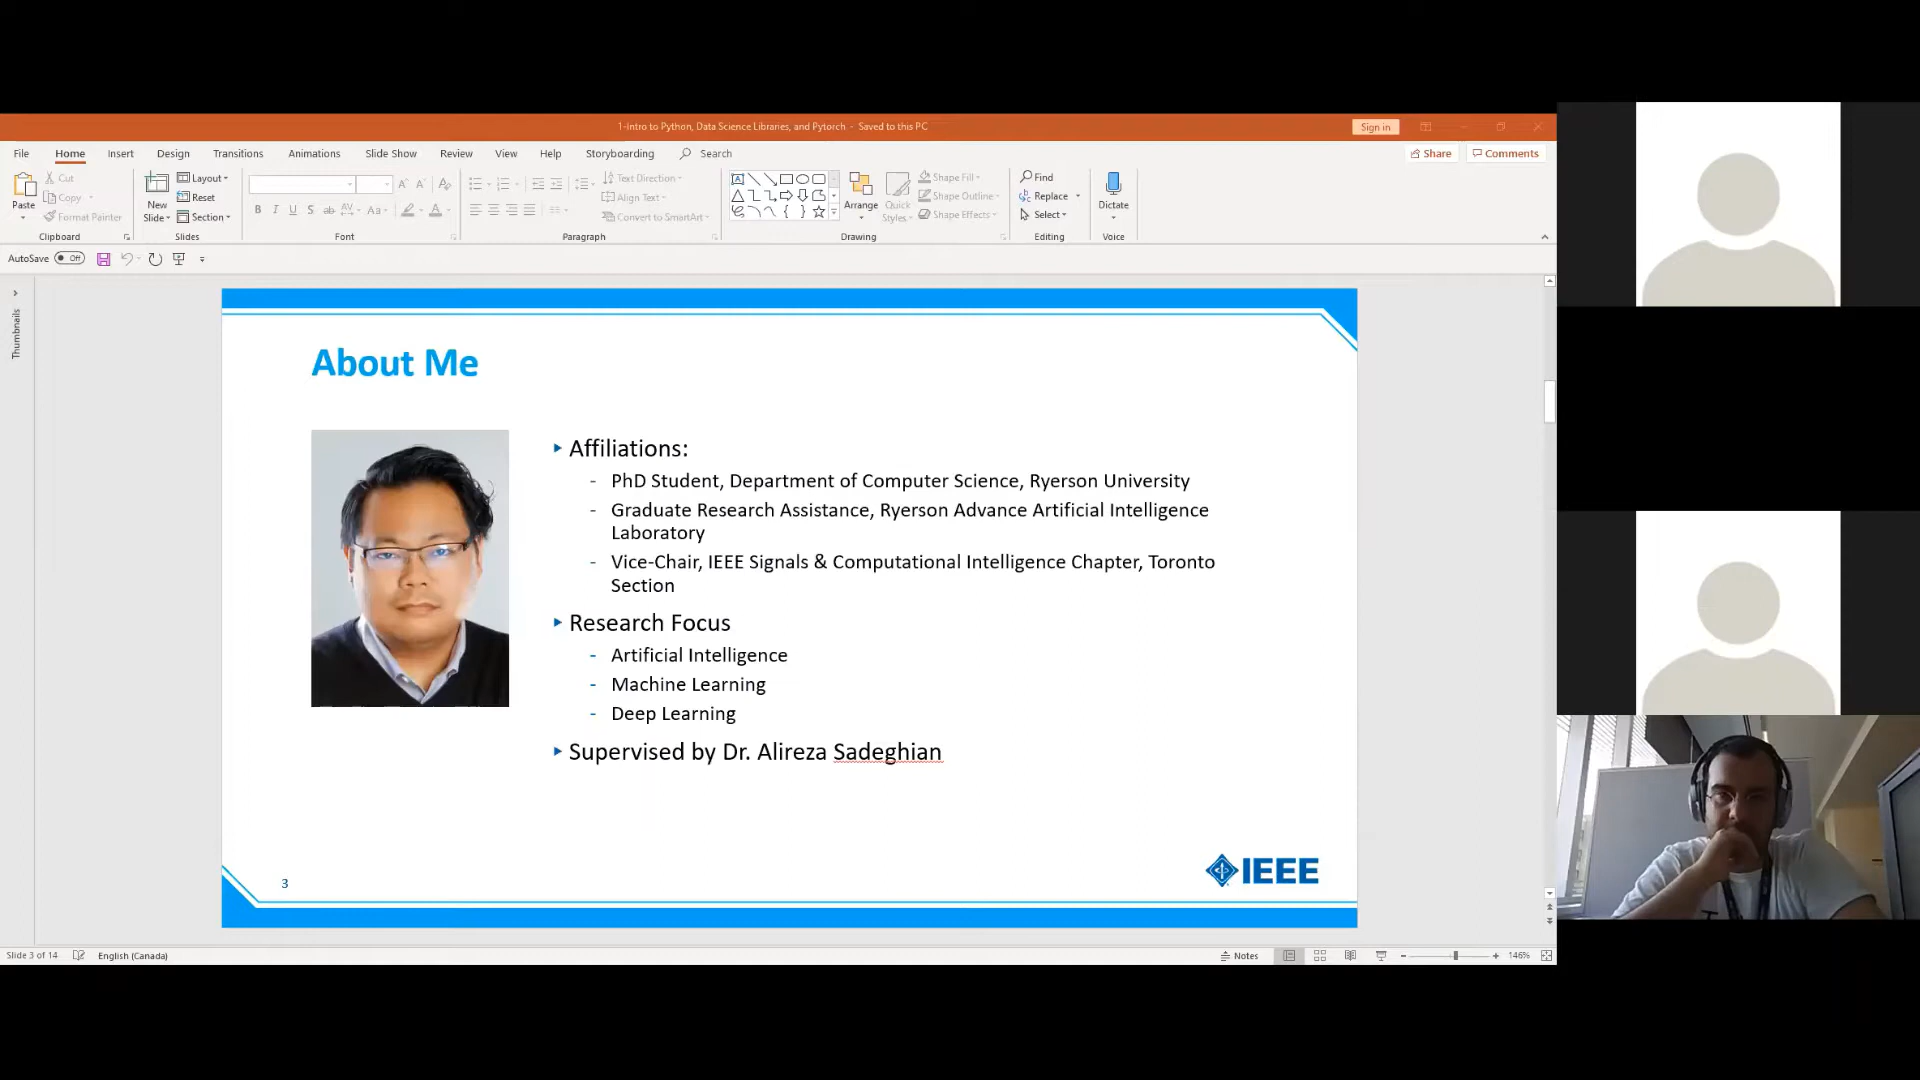 1-Intro to Python, Data Science Libraries, and Pytorch - Saved to this PC
Sign in
File Home Insert Design Transitions Animations Slide Show Review View Help Storyboarding Search
Share Comments
Paste
Cut
Copy
Format Painter
Clipboard
New
Slide
Layout
Reset
Section
Slides
Font
Text Direction
Align Text
Convert to SmartArt
Paragraph
Arrange
Quick
Styles
Shape Fill
Shape Outline
Shape Effects
Drawing
Find
Replace
Select
Editing
Dictate
Voice
AutoSave Off
Thumbnails
About Me
Affiliations:
- PhD Student, Department of Computer Science, Ryerson University
- Graduate Research Assistance, Ryerson Advance Artificial Intelligence
Laboratory
- Vice-Chair, IEEE Signals & Computational Intelligence Chapter, Toronto
Section
Research Focus
- Artificial Intelligence
- Machine Learning
- Deep Learning
Supervised by Dr. Alireza Sadeghian
3
IEEE
Slide 3 of 14 English (Canada)
Notes 146%